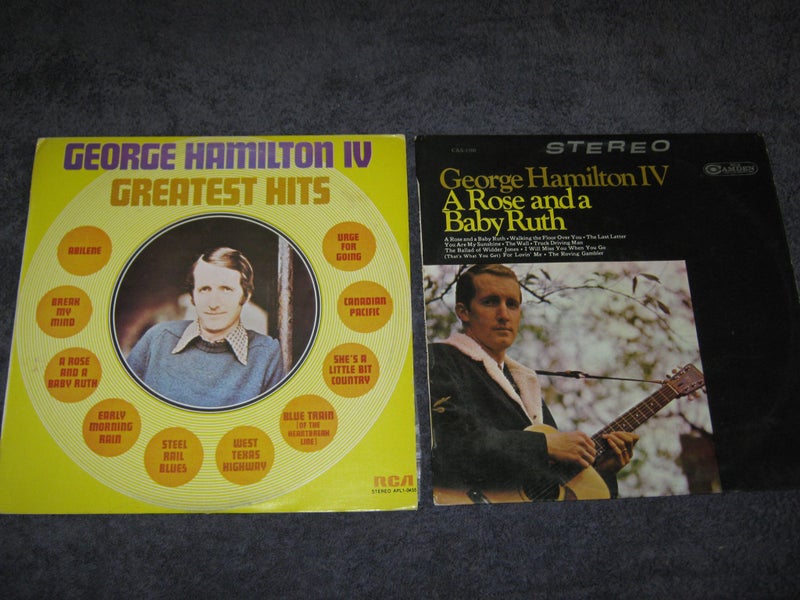 GEORGE HAMILTON IV
GREATEST HITS
ABILENE
BREAK
MY
MIND
A ROSE
AND A
BABY RUTH
EARLY
MORNING
RAIN
STEEL
RAIL
BLUES
WEST
TEXAS
HIGHWAY
BLUE TRAIN
[OF THE
HEARTBREAK
LINE]
SHE'S A
LITTLE BIT
COUNTRY
CANADIAN
PACIFIC
URGE
FOR
GOING
RCA
STEREO APL1-0455
STEREO
CAMDEN
George Hamilton IV
A Rose and a
Baby Ruth
A Rose and a Baby Ruth • Walking the Floor Over You • The Last Letter
You Are My Sunshine • The Wall • Truck Driving Man
The Ballad of Widder Jones • I Will Miss You When You Go
(That's What You Get) For Lovin' Me • The Roving Gambler